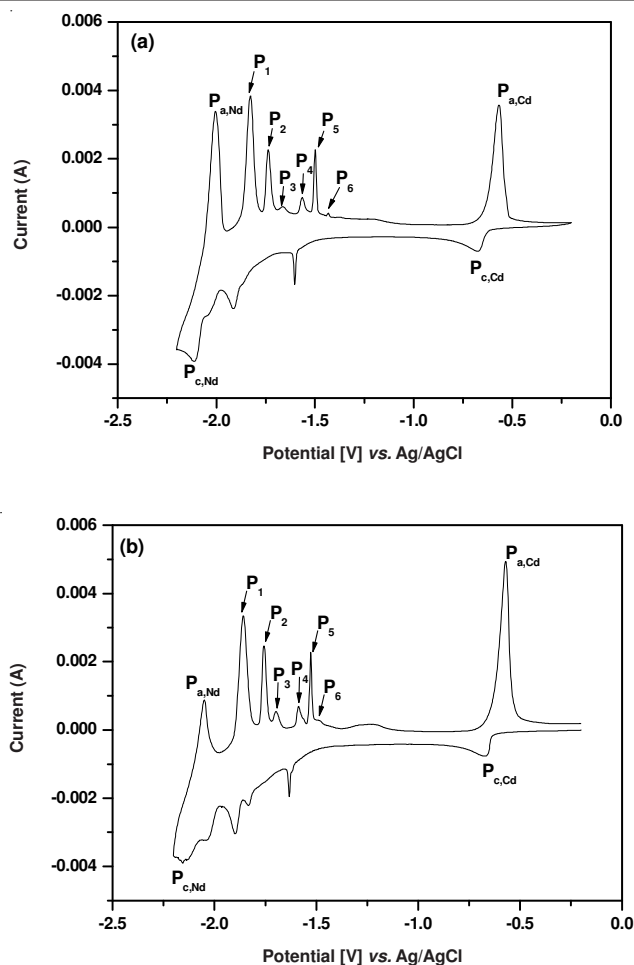 (a)
0.006
0.004
0.002
0.000
-0.002
-0.004
Current (A)
P1
Pa,Nd
P2
P3
P4
P5
P6
Pa,Cd
Pc,Cd
Pc,Nd
-2.5 -2.0 -1.5 -1.0 -0.5 0.0
Potential [V] vs. Ag/AgCl
(b)
0.006
0.004
0.002
0.000
-0.002
-0.004
Current (A)
P1
P2
Pa,Nd
P3
P4
P5
P6
Pa,Cd
Pc,Cd
Pc,Nd
-2.5 -2.0 -1.5 -1.0 -0.5 0.0
Potential [V] vs. Ag/AgCl